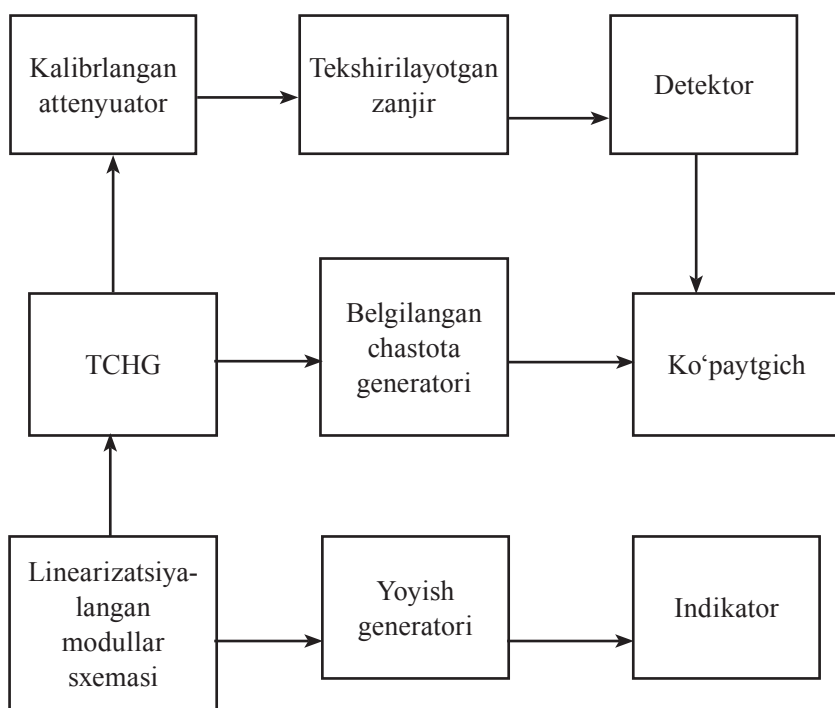 Kalibrlangan
attenyuator
Tekshirilayotgan
zanjir
Detektor
TCHG
Belgilangan
chastota
generatori
Ko‘paytgich
Linearizatsiya-
langan
modullar
sxemasi
Yoyish
generatori
Indikator